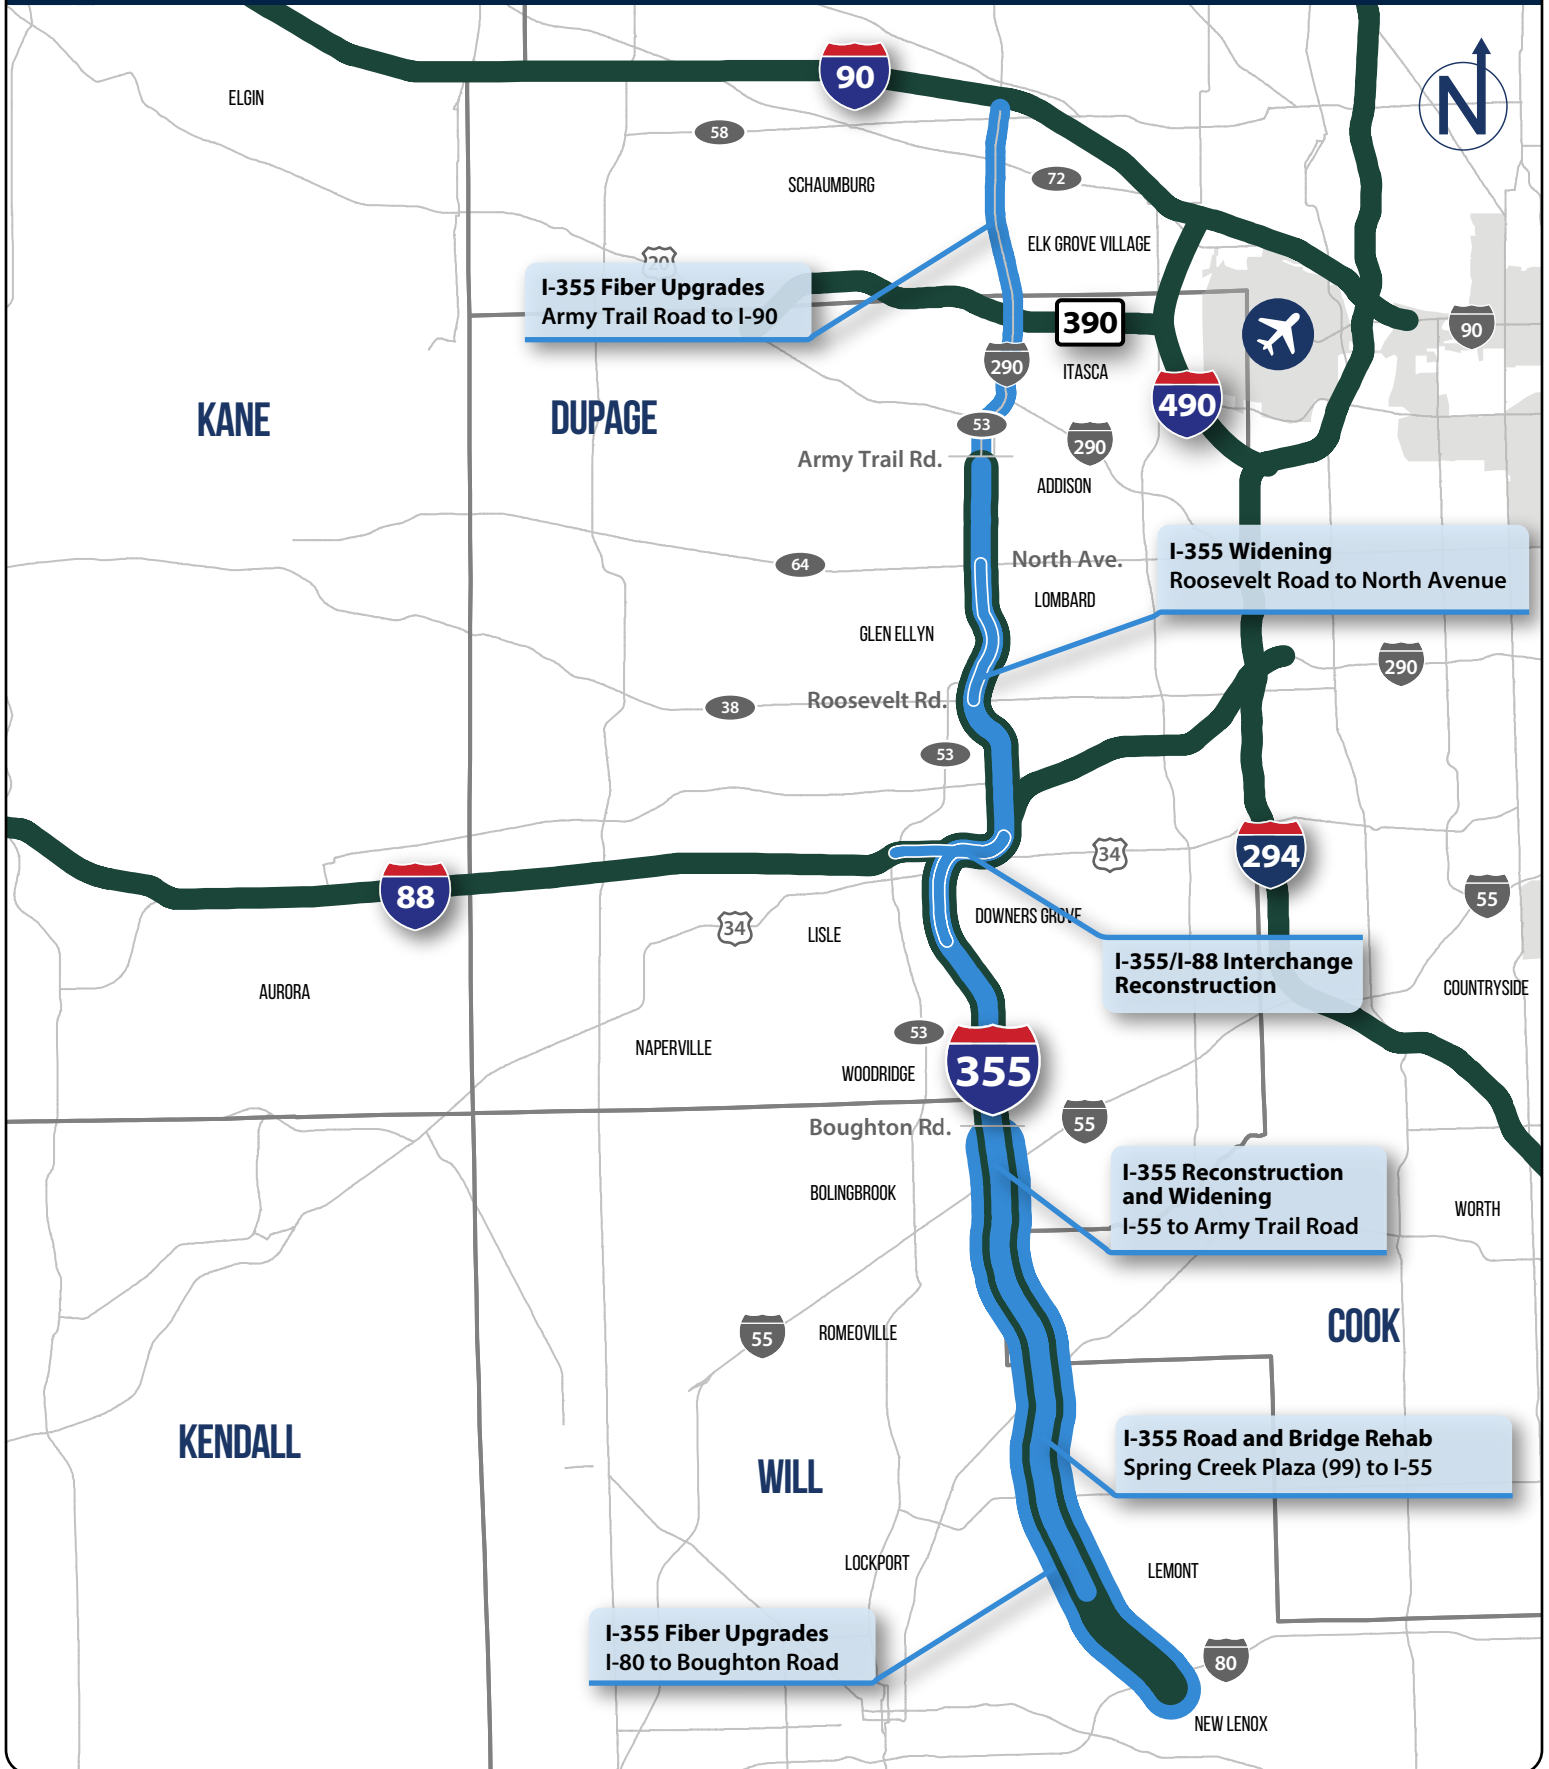 90
ELGIN
N
58
SCHAUMBURG
72
ELK GROVE VILLAGE
20
I-355 Fiber Upgrades
Army Trail Road to I-90
390
90
290
ITASCA
490
KANE
DUPAGE
53
290
Army Trail Rd.
ADDISON
I-355 Widening
Roosevelt Road to North Avenue
North Ave.
64
LOMBARD
GLEN ELLYN
290
Roosevelt Rd.
38
53
34
294
88
55
DOWNERS GROVE
34
LISLE
I-355/I-88 Interchange
Reconstruction
AURORA
COUNTRYSIDE
53
NAPERVILLE
355
WOODRIDGE
55
Boughton Rd.
I-355 Reconstruction
and Widening
I-55 to Army Trail Road
BOLINGBROOK
WORTH
COOK
55
ROMEOVILLE
KENDALL
I-355 Road and Bridge Rehab
Spring Creek Plaza (99) to I-55
WILL
LOCKPORT
LEMONT
I-355 Fiber Upgrades
I-80 to Boughton Road
80
NEW LENOX